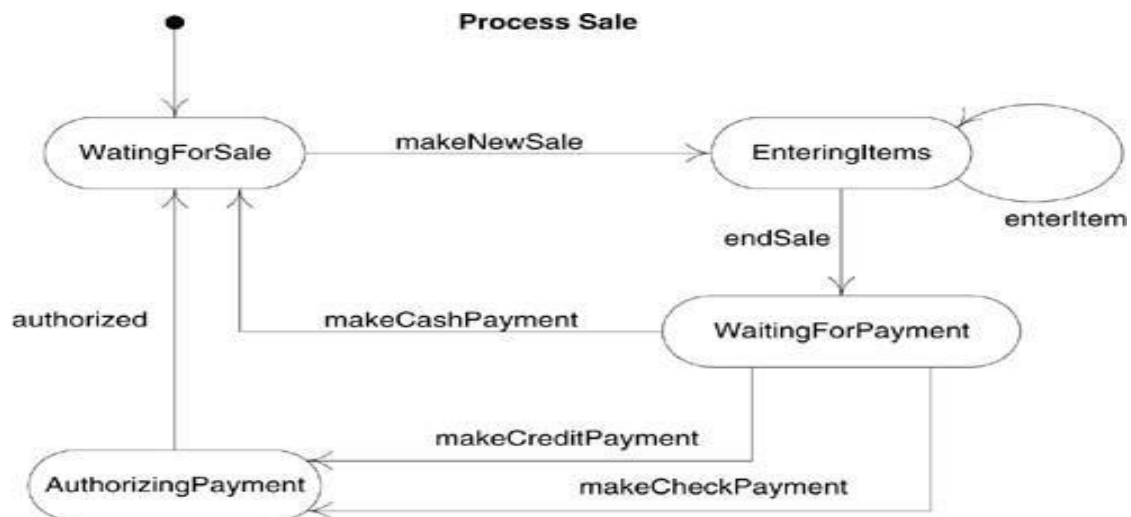 Process Sale
WatingForSale
makeNewSale
EnteringItems
enterItem
endSale
authorized
makeCashPayment
WaitingForPayment
makeCreditPayment
AuthorizingPayment
makeCheckPayment